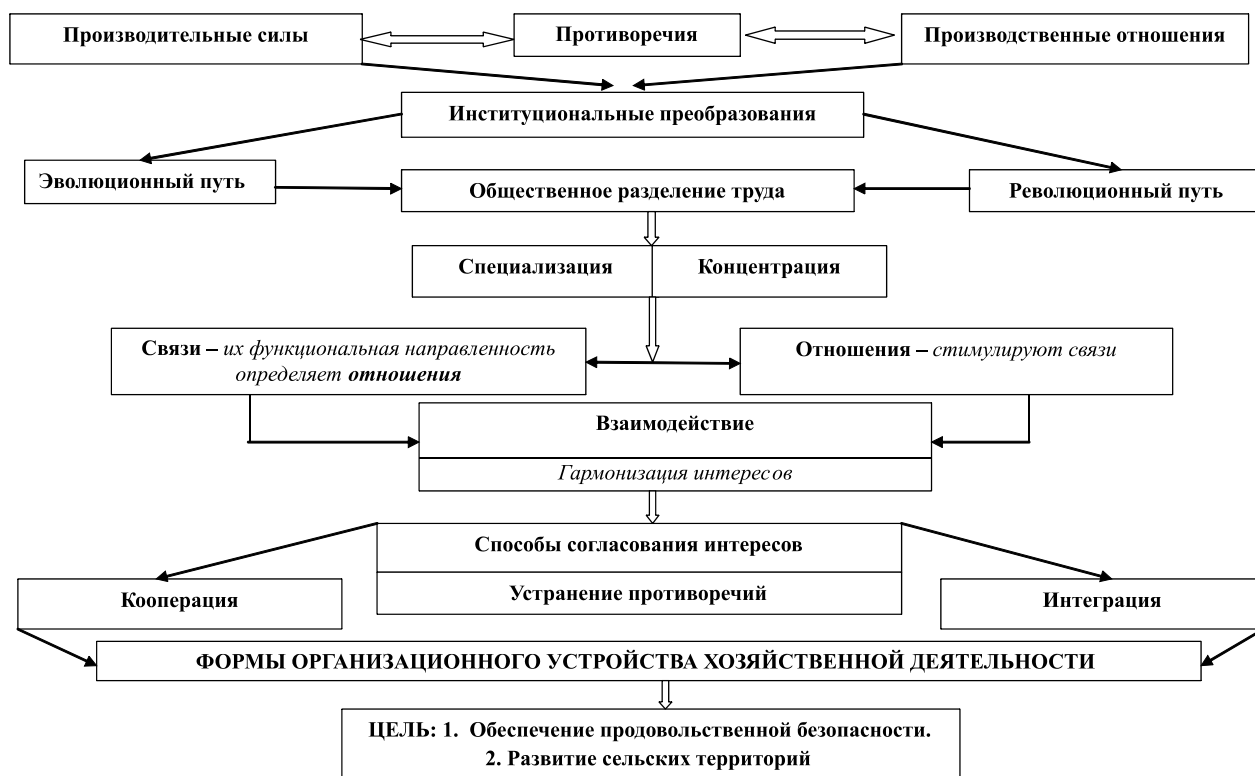 Производительные силы
Противоречия
Производственные отношения
Институциональные преобразования
Эволюционный путь
Общественное разделение труда
Революционный путь
Специализация
Концентрация
Связи – их функциональная направленность
определяет отношения
Отношения – стимулируют связи
Взаимодействие
Гармонизация интересов
Способы согласования интересов
Устранение противоречий
Кооперация
Интеграция
ФОРМЫ ОРГАНИЗАЦИОННОГО УСТРОЙСТВА ХОЗЯЙСТВЕННОЙ ДЕЯТЕЛЬНОСТИ
ЦЕЛЬ: 1. Обеспечение продовольственной безопасности.
2. Развитие сельских территорий